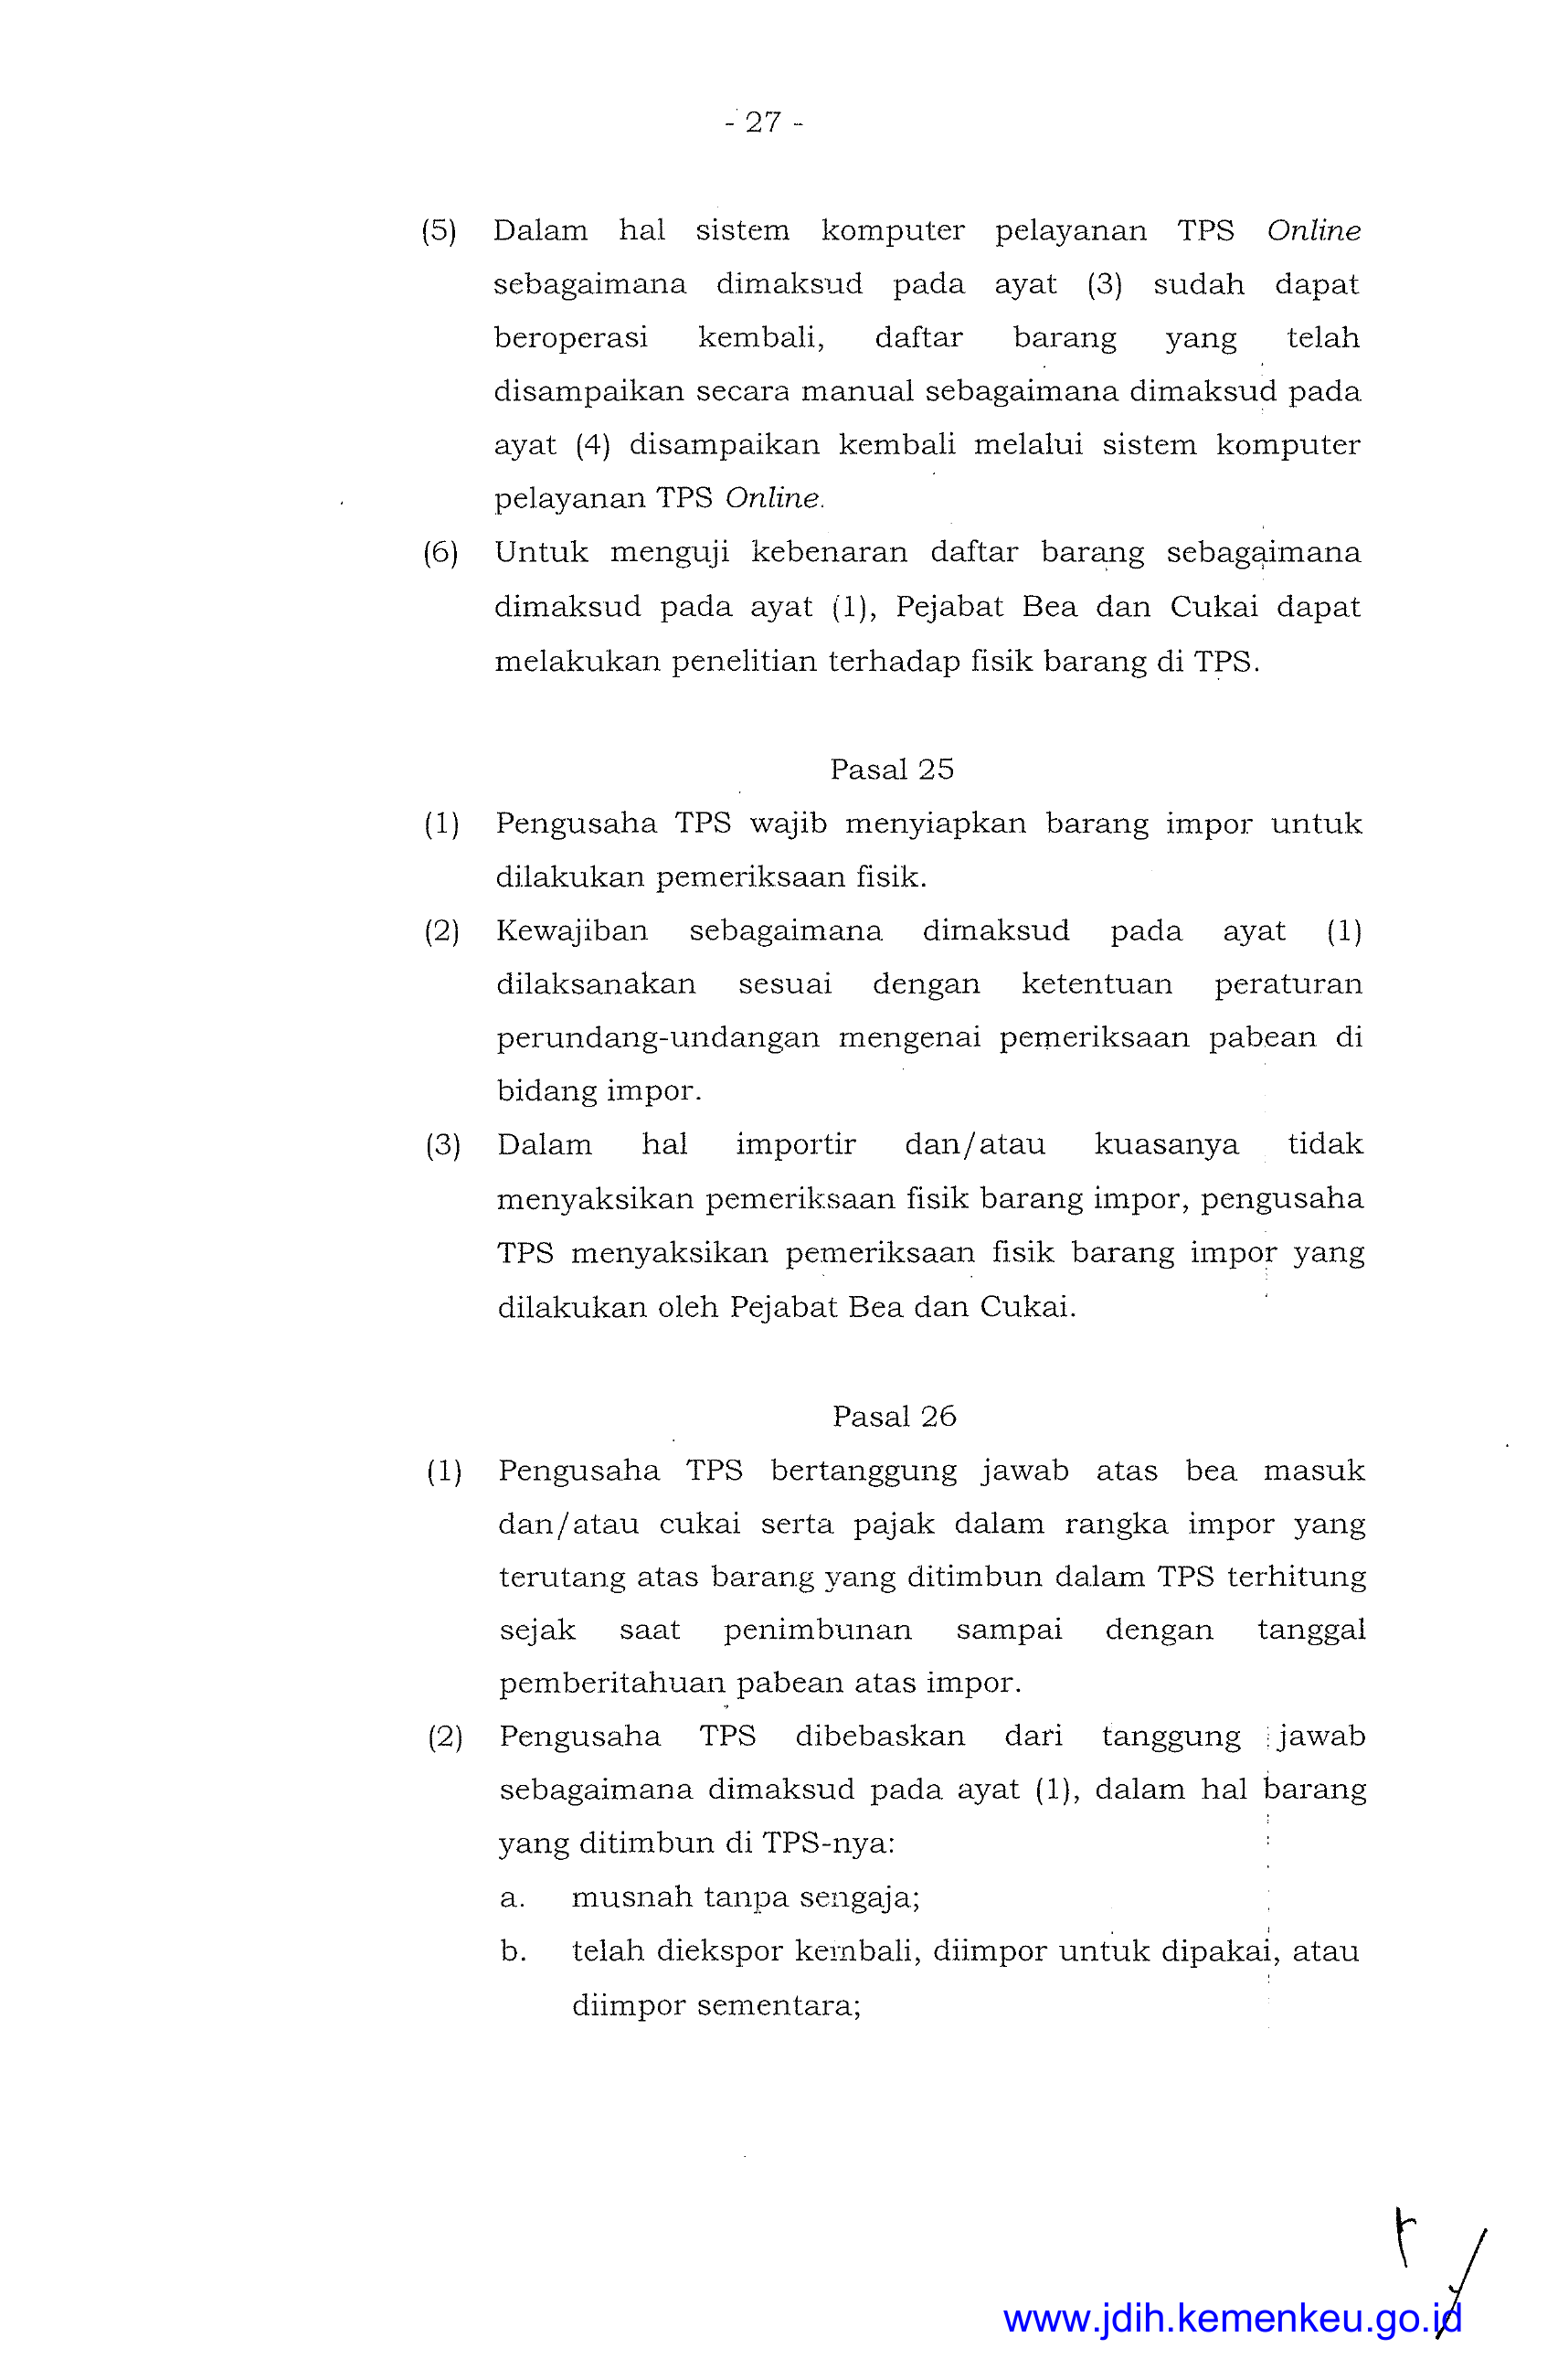 - 27 -
(5) Dalam hal sistem komputer pelayanan TPS Online
sebagaimana dimaksud pada ayat (3) sudah dapat
beroperasi kembali, daftar barang yang telah
disampaikan secara manual sebagaimana dimaksud pada
ayat (4) disampaikan kembali melalui sistem komputer
pelayanan TPS Online.
(6) Untuk menguji kebenaran daftar barang sebagaimana
dimaksud pada ayat (1), Pejabat Bea dan Cukai dapat
melakukan penelitian terhadap fisik barang di TPS.
Pasal 25
(1) Pengusaha TPS wajib menyiapkan barang impor untuk
dilakukan pemeriksaan fisik.
(2) Kewajiban sebagaimana dimaksud pada ayat (1)
dilaksanakan sesuai dengan ketentuan peraturan
perundang-undangan mengenai pemeriksaan pabean di
bidang impor.
(3) Dalam hal importir dan/atau kuasanya tidak
menyaksikan pemeriksaan fisik barang impor, pengusaha
TPS menyaksikan pemeriksaan fisik barang impor yang
dilakukan oleh Pejabat Bea dan Cukai.
Pasal 26
(1) Pengusaha TPS bertanggung jawab atas bea masuk
dan/atau cukai serta pajak dalam rangka impor yang
terutang atas barang yang ditimbun dalam TPS terhitung
sejak saat penimbunan sampai dengan tanggal
pemberitahuan pabean atas impor.
(2) Pengusaha TPS dibebaskan dari tanggung jawab
sebagaimana dimaksud pada ayat (1), dalam hal barang
yang ditimbun di TPS-nya:
a. musnah tanpa sengaja;
b. telah diekspor kembali, diimpor untuk dipakai, atau
diimpor sementara;
www.jdih.kemenkeu.go.id